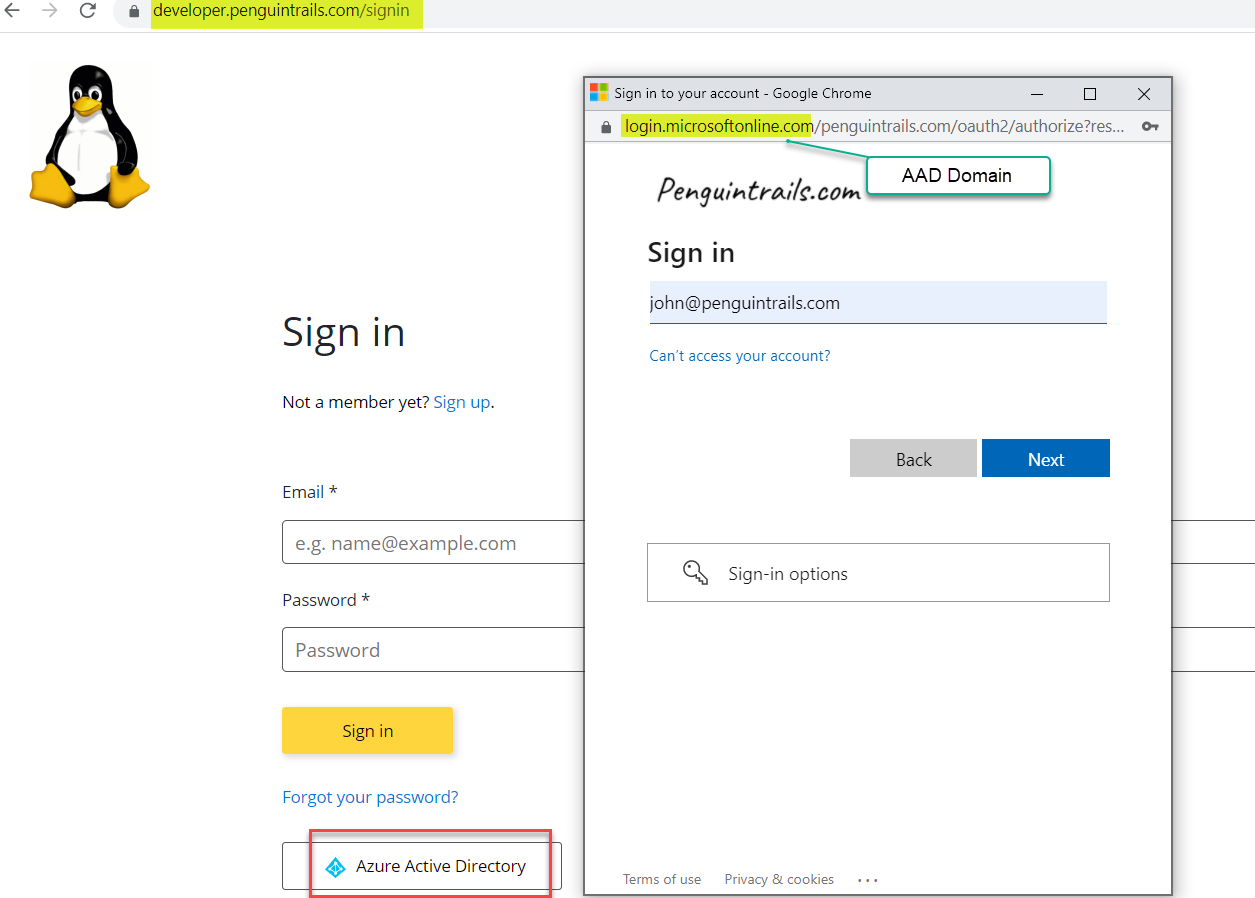 developer.penguintrails.com/signin
Sign in to your account - Google Chrome
login.microsoftonline.com/penguintrails.com/oauth2/authorize?res...
AAD Domain
Penguintrails.com
Sign in
john@penguintrails.com
Can't access your account?
Back
Next
Sign-in options
Terms of use
Privacy & cookies
...
Sign in
Not a member yet? Sign up.
Email *
e.g. name@example.com
Password *
Password
Sign in
Forgot your password?
Azure Active Directory